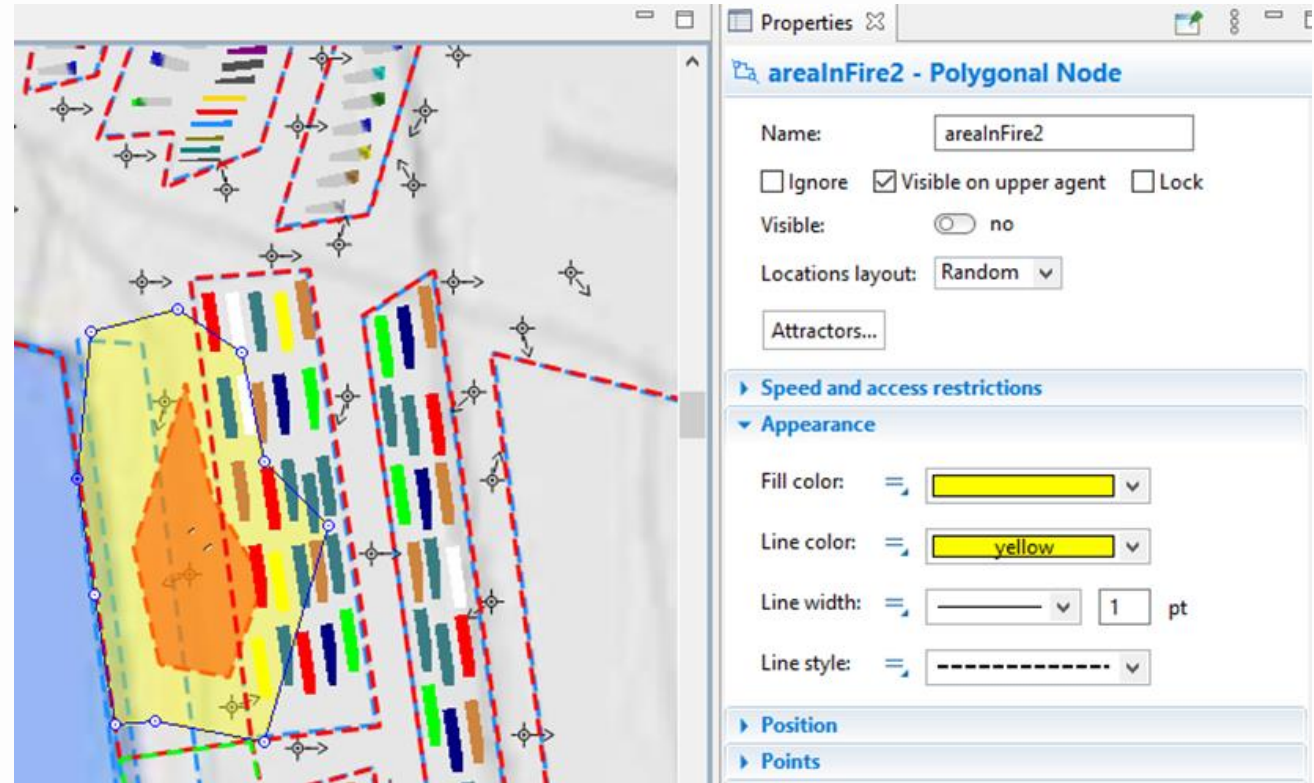 Properties
areaInFire2 - Polygonal Node
Name: areaInFire2
Ignore Visible on upper agent Lock
Visible: no
Locations layout: Random
Attractors...
Speed and access restrictions
Appearance
Fill color:
Line color: yellow
Line width: 1 pt
Line style:
Position
Points